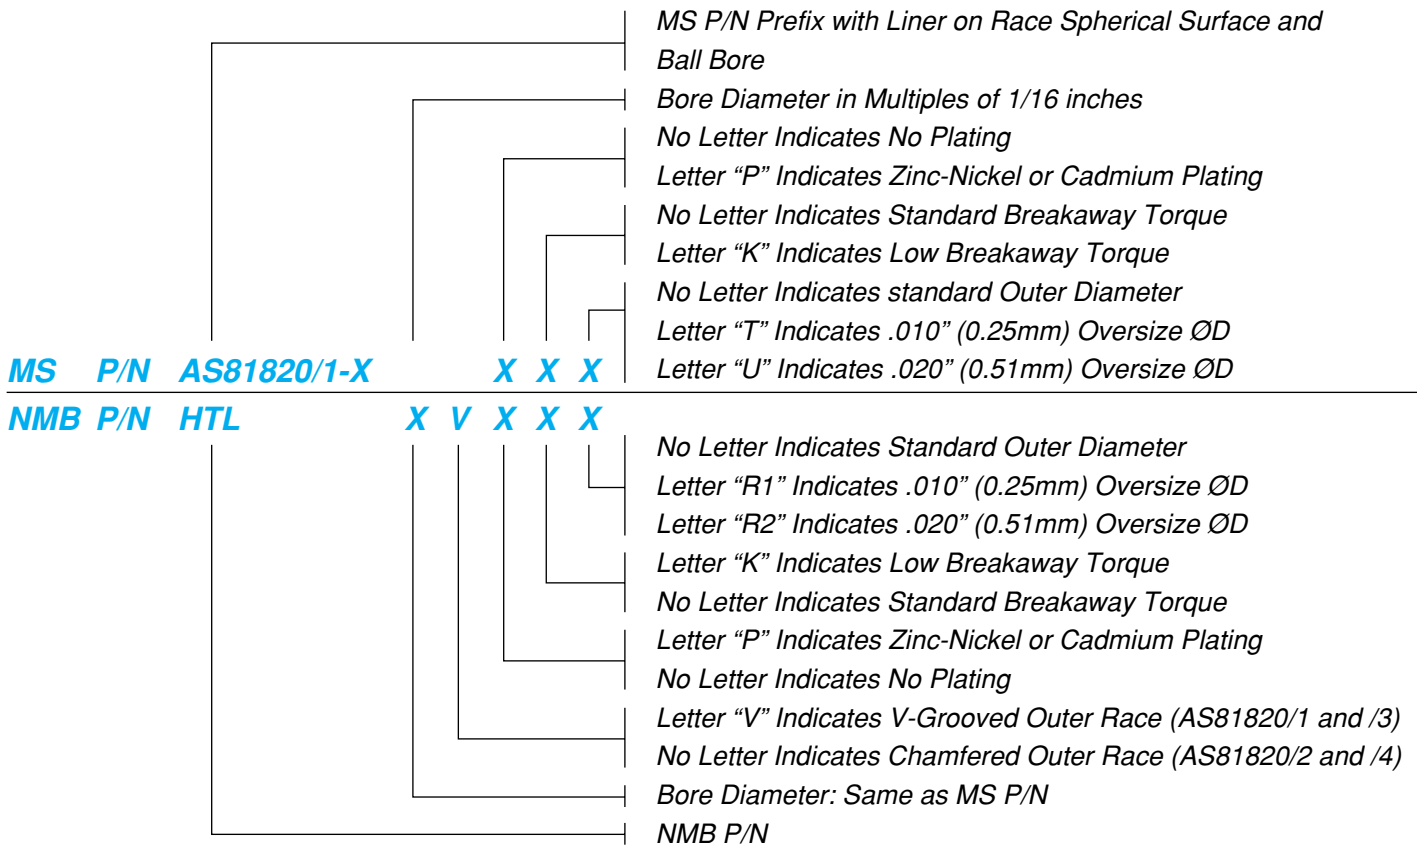 MS P/N Prefix with Liner on Race Spherical Surface and
Ball Bore
Bore Diameter in Multiples of 1/16 inches
No Letter Indicates No Plating
Letter “P” Indicates Zinc-Nickel or Cadmium Plating
No Letter Indicates Standard Breakaway Torque
Letter “K” Indicates Low Breakaway Torque
No Letter Indicates standard Outer Diameter
Letter “T” Indicates .010” (0.25mm) Oversize ØD
Letter “U” Indicates .020” (0.51mm) Oversize ØD
MS P/N AS81820/1-X X X X
NMB P/N HTL X V X X X
No Letter Indicates Standard Outer Diameter
Letter “R1” Indicates .010” (0.25mm) Oversize ØD
Letter “R2” Indicates .020” (0.51mm) Oversize ØD
Letter “K” Indicates Low Breakaway Torque
No Letter Indicates Standard Breakaway Torque
Letter “P” Indicates Zinc-Nickel or Cadmium Plating
No Letter Indicates No Plating
Letter “V” Indicates V-Grooved Outer Race (AS81820/1 and /3)
No Letter Indicates Chamfered Outer Race (AS81820/2 and /4)
Bore Diameter: Same as MS P/N
NMB P/N